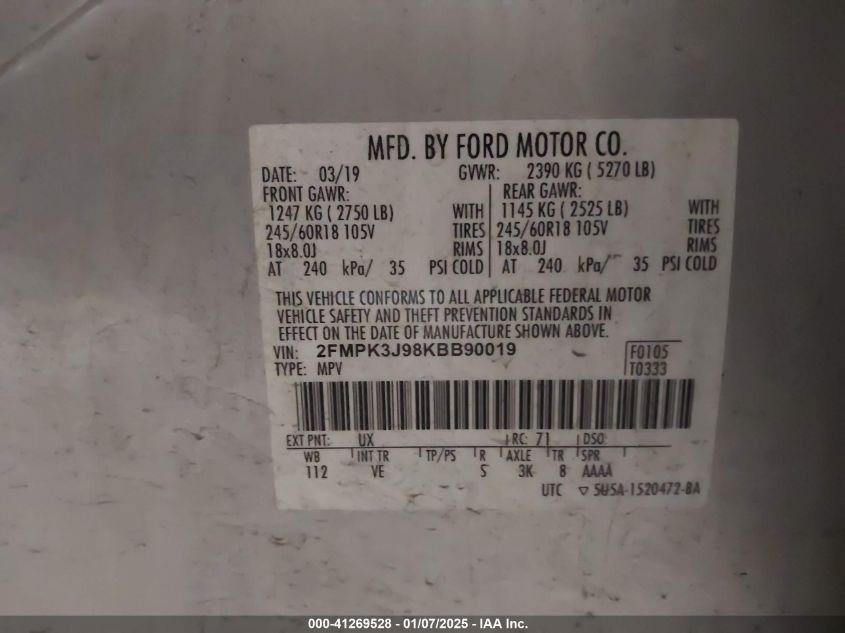 MFD. BY FORD MOTOR CO.
DATE: 03/19 GVWR: 2390 KG ( 5270 LB)
FRONT GAWR: REAR GAWR:
1247 KG ( 2750 LB) WITH 1145 KG ( 2525 LB) WITH
245/60R18 105V TIRES 245/60R18 105V TIRES
18x8.0J RIMS 18x8.0J RIMS
AT 240 kPa/ 35 PSI COLD AT 240 kPa/ 35 PSI COLD
THIS VEHICLE CONFORMS TO ALL APPLICABLE FEDERAL MOTOR
VEHICLE SAFETY AND THEFT PREVENTION STANDARDS IN
EFFECT ON THE DATE OF MANUFACTURE SHOWN ABOVE.
VIN: 2FMPK3J98KBB90019 F0105
TYPE: MPV T0333
EXT PNT: UX RC: 71 DSO:
WB INT TR TP/PS R AXLE TR SPR
112 VE S 3K 8 AAAA
UTC ▽ 5U5A-1520472-BA
000-41269528 - 01/07/2025 - IAA Inc.